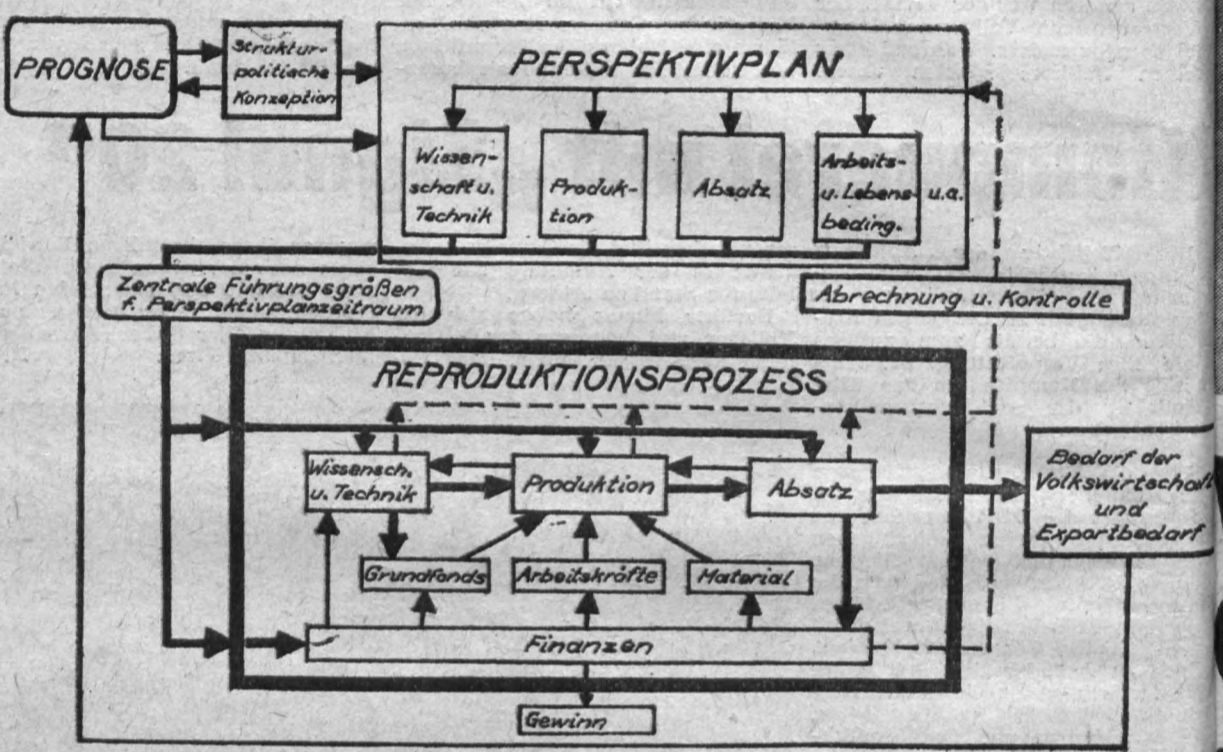 PROGNOSE
Struktur-
politische
Konzeption
PERSPEKTIVPLAN
Wissen-
schaft u.
Technik
Produk-
tion
Absatz
Arbeits-
u. Lebens-
beding.
u.a.
Zentrale Führungsgrößen
f. Perspektivplanzeitraum
Abrechnung u. Kontrolle
REPRODUKTIONSPROZESS
Wissensch.
u. Technik
Produktion
Absatz
Bedarf der
Volkswirtschaft
und
Exportbedarf
Grundfonds
Arbeitskräfte
Material
Finanzen
Gewinn